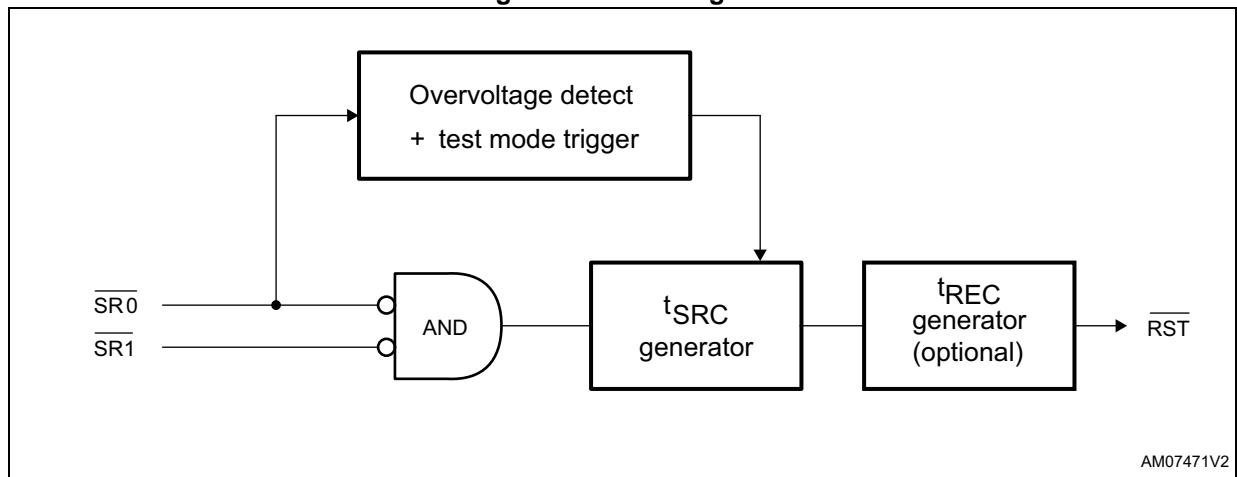 Overvoltage detect
+ test mode trigger
SR0
SR1
AND
tSRC
generator
tREC
generator
(optional)
RST
AM07471V2